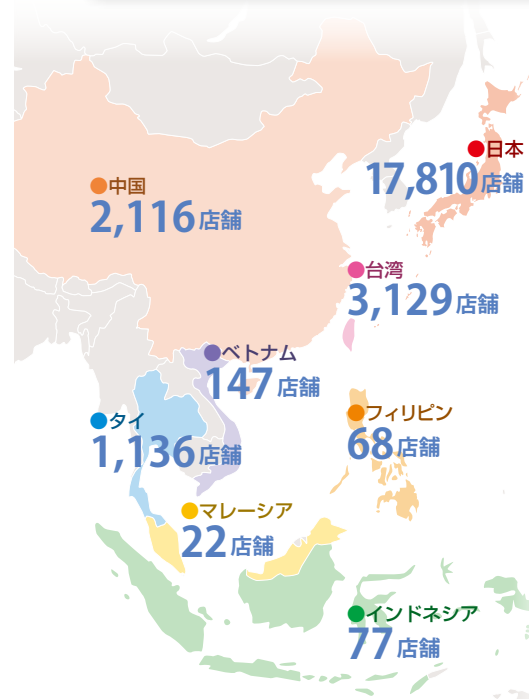 ●日本
17,810店舗
●中国
2,116店舗
●台湾
3,129店舗
●ベトナム
147店舗
●タイ
1,136店舗
●フィリピン
68店舗
●マレーシア
22店舗
●インドネシア
77店舗